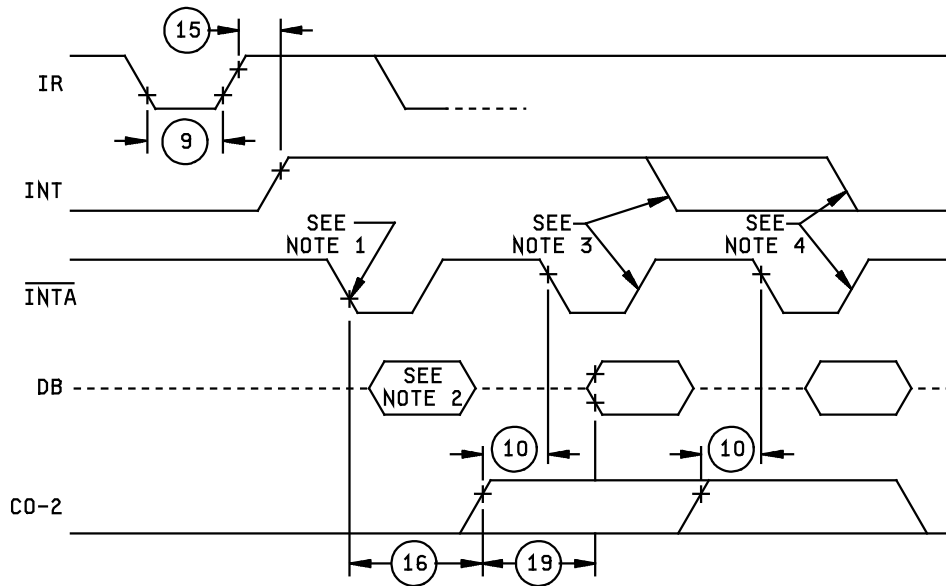 15
IR
9
INT
SEE
NOTE 1
SEE
NOTE 3
SEE
NOTE 4
INTA
DB
SEE
NOTE 2
10
10
CO-2
16
19